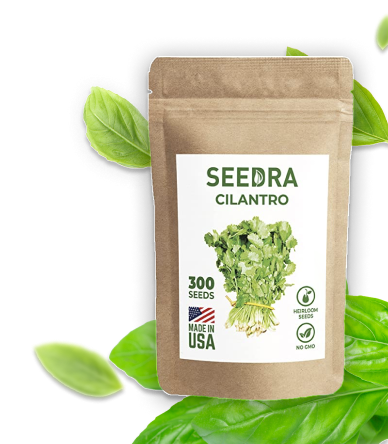 SEEDRA
CILANTRO
300
SEEDS
MADE IN
USA
HEIRLOOM
SEEDS
NO GMO